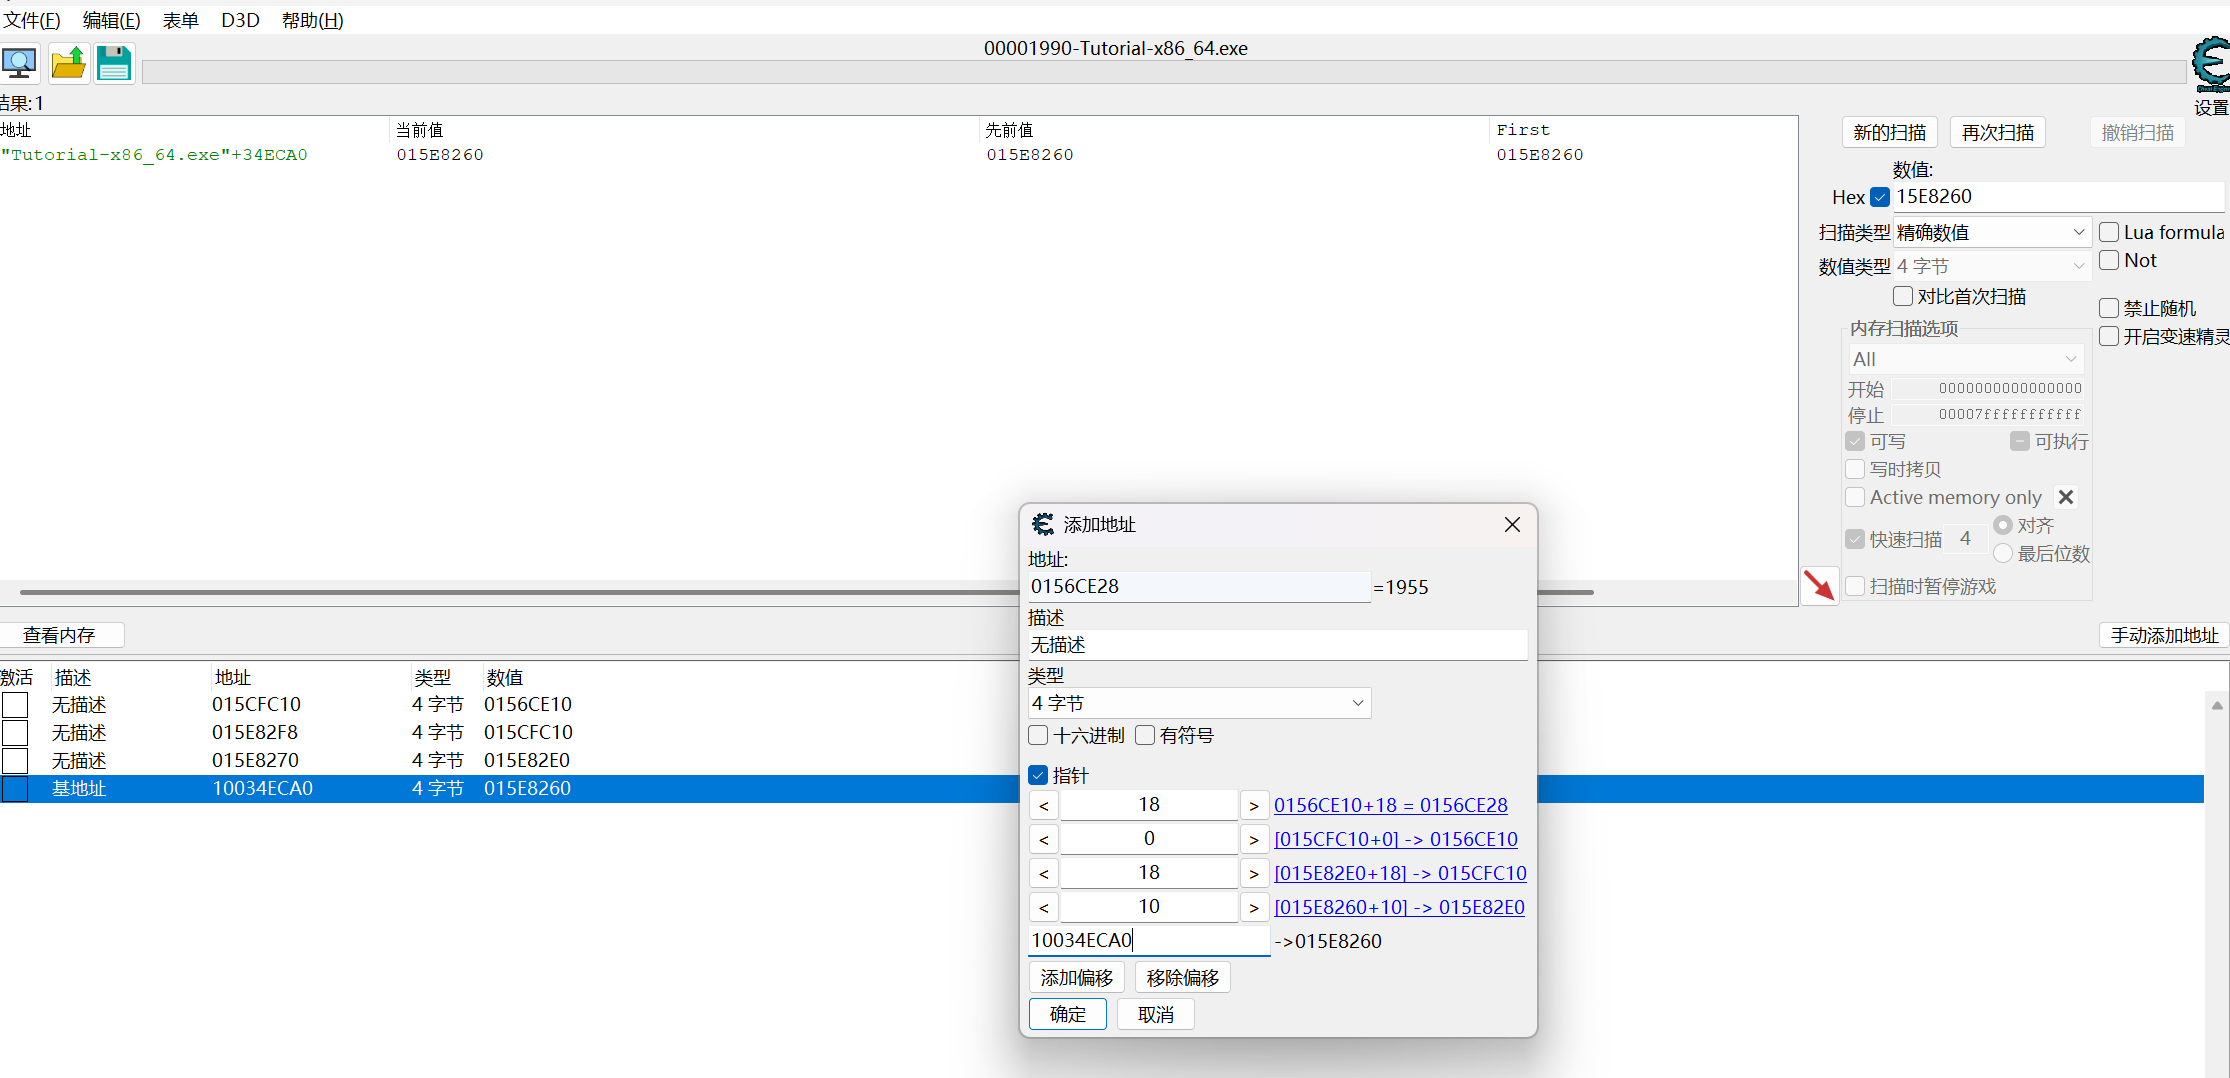 文件(F) 编辑(E) 表单 D3D 帮助(H)
00001990-Tutorial-x86_64.exe
设置
结果:1
地址 当前值 先前值 First
"Tutorial-x86_64.exe"+34ECA0 015E8260 015E8260 015E8260
新的扫描 再次扫描 撤销扫描
数值:
Hex 15E8260
扫描类型 精确数值 Lua formula
数值类型 4 字节 Not
对比首次扫描
禁止随机
内存扫描选项
开启变速精灵
All
开始 0000000000000000
停止 00007fffffffffff
可写 可执行
写时拷贝
Active memory only
快速扫描 4 对齐
最后位数
扫描时暂停游戏
查看内存 手动添加地址
激活 描述 地址 类型 数值
无描述 015CFC10 4 字节 0156CE10
无描述 015E82F8 4 字节 015CFC10
无描述 015E8270 4 字节 015E82E0
基地址 10034ECA0 4 字节 015E8260
添加地址
地址:
0156CE28 =1955
描述
无描述
类型
4 字节
十六进制 有符号
指针
< 18 > 0156CE10+18 = 0156CE28
< 0 > [015CFC10+0] -> 0156CE10
< 18 > [015E82E0+18] -> 015CFC10
< 10 > [015E8260+10] -> 015E82E0
10034ECA0 ->015E8260
添加偏移 移除偏移
确定 取消